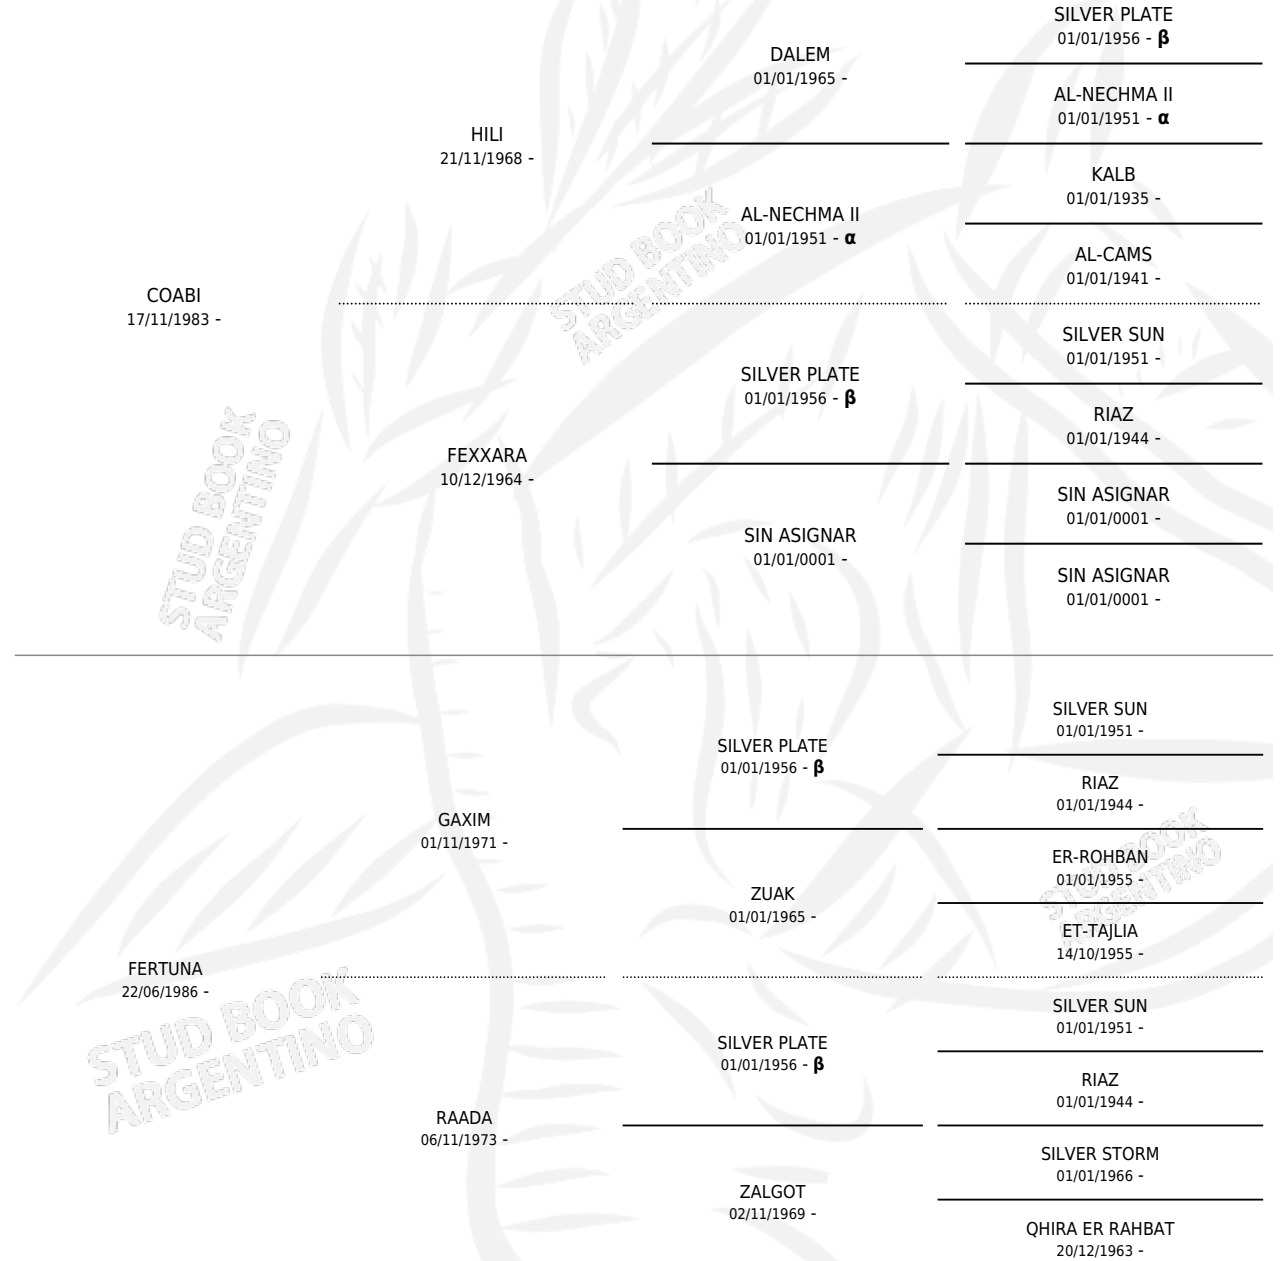 SILVER PLATE
01/01/1956 - β
DALEM
01/01/1965 -
AL-NECHMA II
01/01/1951 - α
HILI
21/11/1968 -
KALB
01/01/1935 -
AL-NECHMA II
01/01/1951 - α
AL-CAMS
01/01/1941 -
COABI
17/11/1983 -
SILVER SUN
01/01/1951 -
SILVER PLATE
01/01/1956 - β
RIAZ
01/01/1944 -
FEXXARA
10/12/1964 -
SIN ASIGNAR
01/01/0001 -
SIN ASIGNAR
01/01/0001 -
SIN ASIGNAR
01/01/0001 -
STUD BOOK
ARGENTINO
STUD BOOK
ARGENTINO
SILVER SUN
01/01/1951 -
SILVER PLATE
01/01/1956 - β
RIAZ
01/01/1944 -
GAXIM
01/11/1971 -
ER-ROHBAN
01/01/1955 -
ZUAK
01/01/1965 -
ET-TAJLIA
14/10/1955 -
FERTUNA
22/06/1986 -
SILVER SUN
01/01/1951 -
SILVER PLATE
01/01/1956 - β
RIAZ
01/01/1944 -
RAADA
06/11/1973 -
SILVER STORM
01/01/1966 -
ZALGOT
02/11/1969 -
QHIRA ER RAHBAT
20/12/1963 -
STUD BOOK
ARGENTINO
STUD BOOK
ARGENTINO